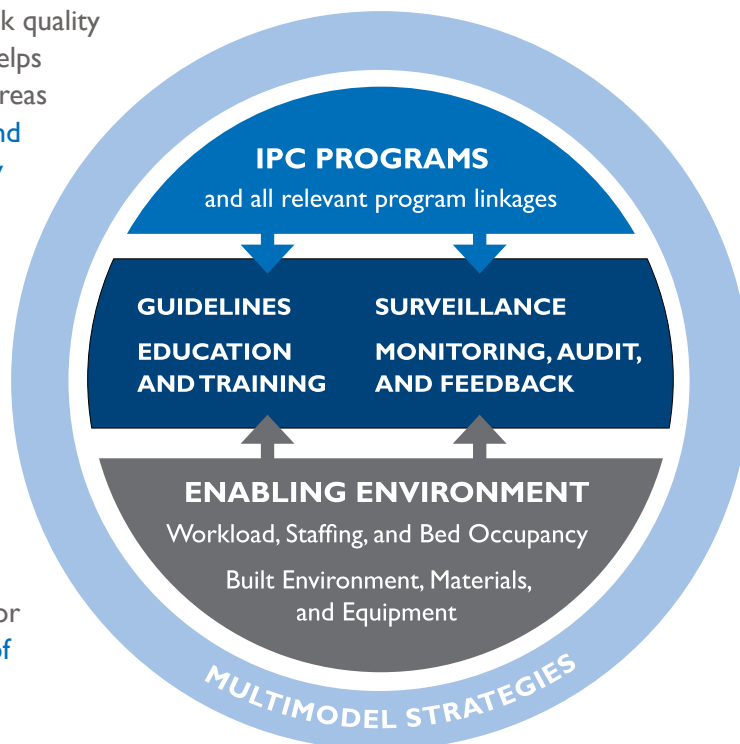 k quality
elps
reas
nd
IPC PROGRAMS
and all relevant program linkages
GUIDELINES
EDUCATION
AND TRAINING
SURVEILLANCE
MONITORING, AUDIT,
AND FEEDBACK
ENABLING ENVIRONMENT
Workload, Staffing, and Bed Occupancy
Built Environment, Materials,
and Equipment
or
of
MULTIMODEL STRATEGIES